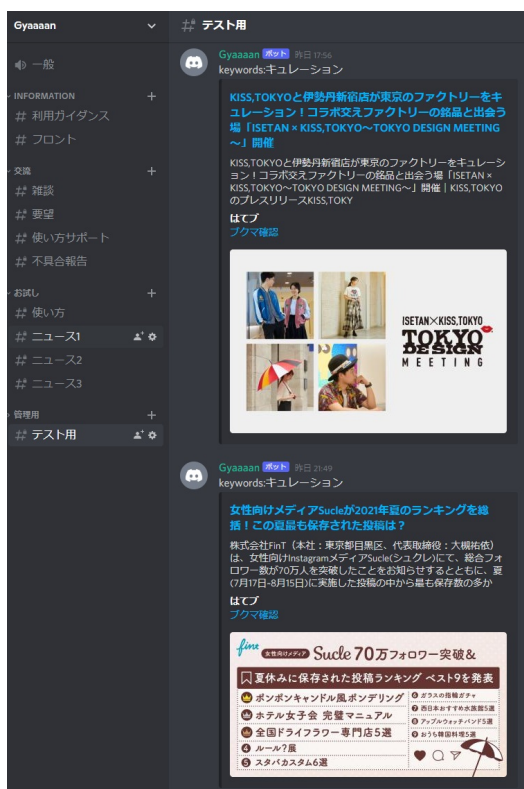 Gyaaaan
一般
INFORMATION
利用ガイダンス
フロント
交流
雑談
要望
使い方サポート
不具合報告
お試し
使い方
ニュース1
ニュース2
ニュース3
管理用
テスト用
テスト用
Gyaaaan ボット 昨日 17:56
keywords:キュレーション
KISS,TOKYOと伊勢丹新宿店が東京のファクトリーをキ
ュレーション！コラボ交えファクトリーの銘品と出会う
場「ISETAN × KISS,TOKYO〜TOKYO DESIGN MEETING
〜」開催
KISS,TOKYOと伊勢丹新宿店が東京のファクトリーをキュレーシ
ョン！コラボ交えファクトリーの銘品と出会う場「ISETAN ×
KISS,TOKYO〜TOKYO DESIGN MEETING〜」開催｜KISS,TOKYO
のプレスリリースKISS,TOKY
はてブ
ブクマ確認
ISETAN×KISS,TOKYO
TOKYO
DESIGN
MEETING
Gyaaaan ボット 昨日 21:49
keywords:キュレーション
女性向けメディアSucleが2021年夏のランキングを総
括！この夏最も保存された投稿は？
株式会社FinT（本社：東京都目黒区、代表取締役：大槻祐依）
は、女性向けInstagramメディアSucle(シュクレ)にて、総合フォ
ロワー数が70万人を突破したことをお知らせするとともに、夏
(7月17日-8月15日)に実施した投稿の中から最も保存数の多か
はてブ
ブクマ確認
fine 女性向けメディア Sucle 70万フォロワー突破&
夏休みに保存された投稿ランキング ベスト9を発表
ポンポンキャンドル風ポンデリング
ホテル女子会 完璧マニュアル
全国ドライフラワー専門店5選
4 ルール?展
5 スタバカスタム6選
6 ガラスの指輪ガチャ
7 西日本おすすめ水族館5選
8 アップルウォッチバンド5選
9 おうち韓国料理5選